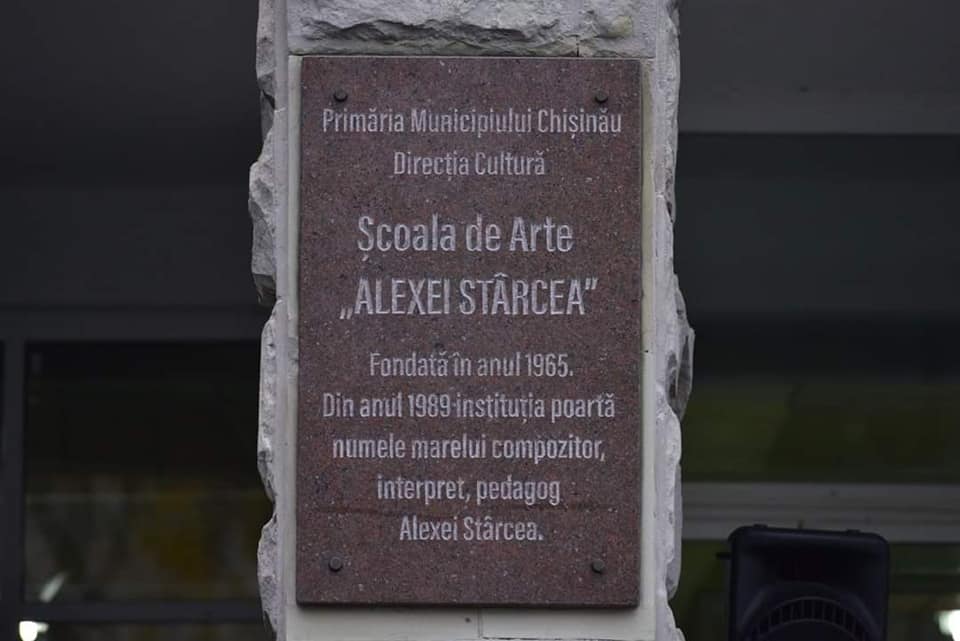 Primăria Municipiului Chișinău
Direcția Cultură
Școala de Arte
„ALEXEI STÂRCEA”
Fondată în anul 1965.
Din anul 1989 instituția poartă
numele marelui compozitor,
interpret, pedagog
Alexei Stârcea.